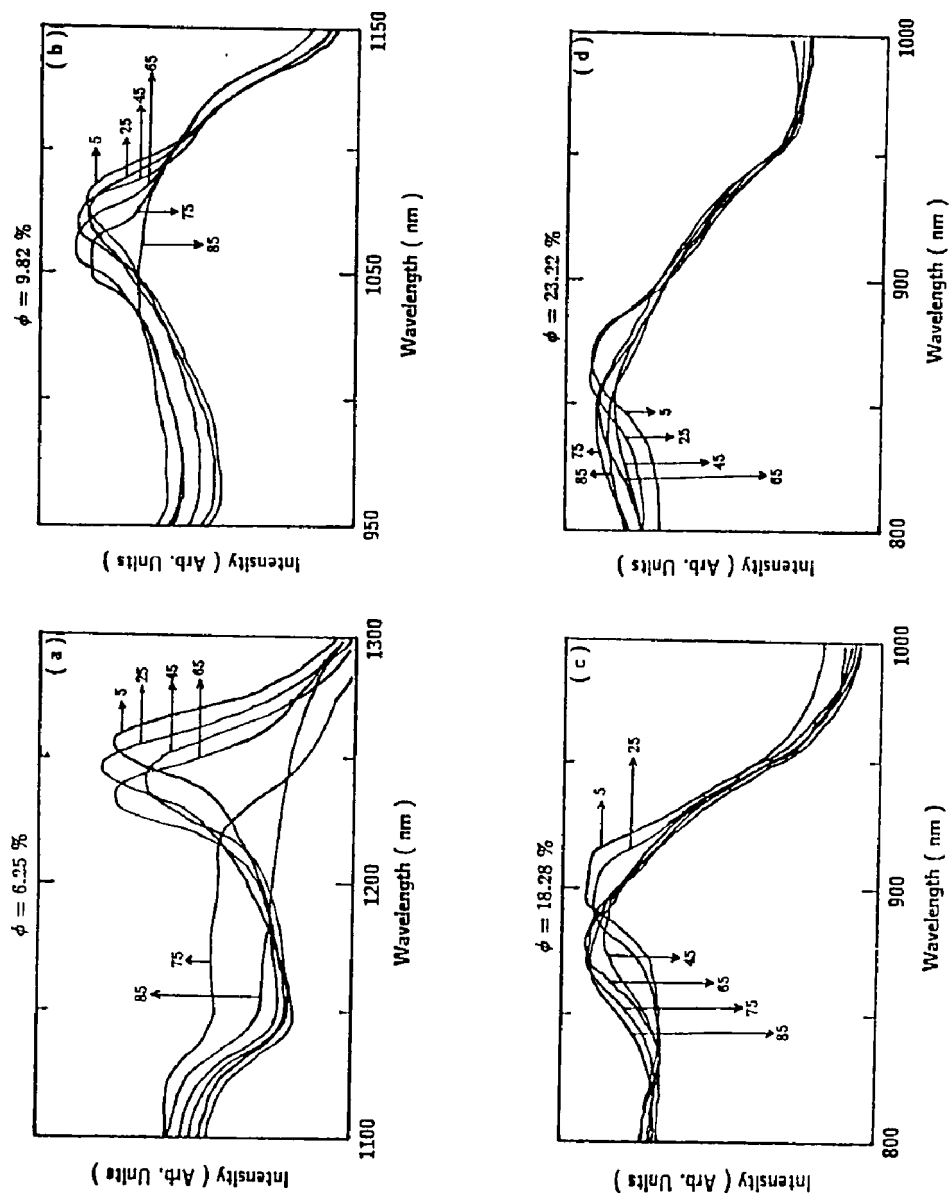 ϕ = 6.25 %
( a )
5
25
45
65
75
85
1100
1200
1300
Wavelength ( nm )
Intensity ( Arb. Units )
ϕ = 9.82 %
( b )
5
25
45
65
75
85
950
1050
1150
Wavelength ( nm )
Intensity ( Arb. Units )
ϕ = 18.28 %
( c )
5
25
45
65
75
85
800
900
1000
Wavelength ( nm )
Intensity ( Arb. Units )
ϕ = 23.22 %
( d )
75
85
5
25
45
65
800
900
1000
Wavelength ( nm )
Intensity ( Arb. Units )